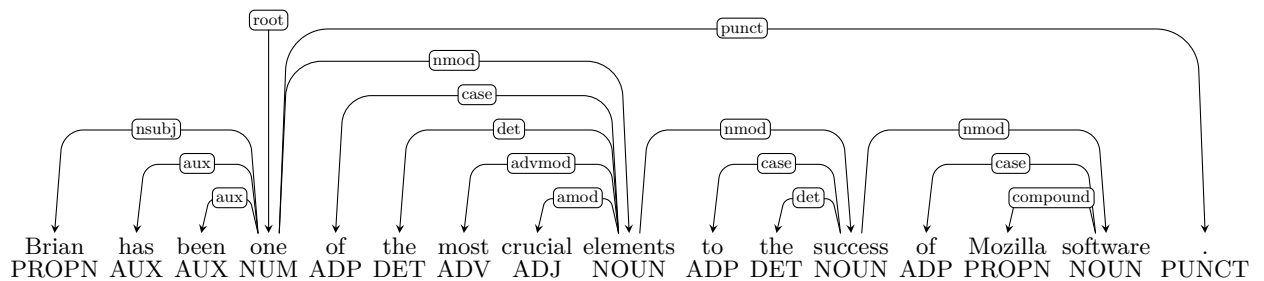 root
punct
nmod
case
nsubj det nmod nmod
aux advmod case case
aux amod det compound
Brian has been one of the most crucial elements to the success of Mozilla software .
PROPN AUX AUX NUM ADP DET ADV ADJ NOUN ADP DET NOUN ADP PROPN NOUN PUNCT